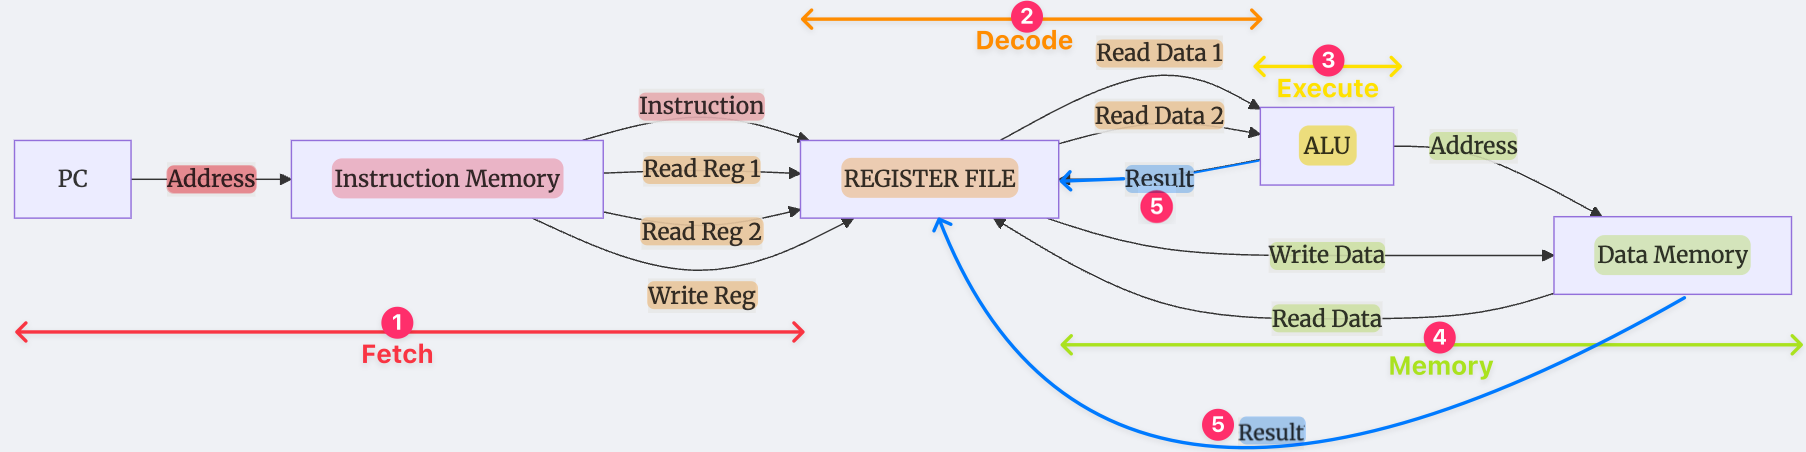 2
Decode
Read Data 1
3
Execute
Instruction
Read Data 2
ALU
Address
PC
Address
Instruction Memory
Read Reg 1
REGISTER FILE
Result
5
Read Reg 2
Write Data
Data Memory
Write Reg
Read Data
1
Fetch
4
Memory
5
Result